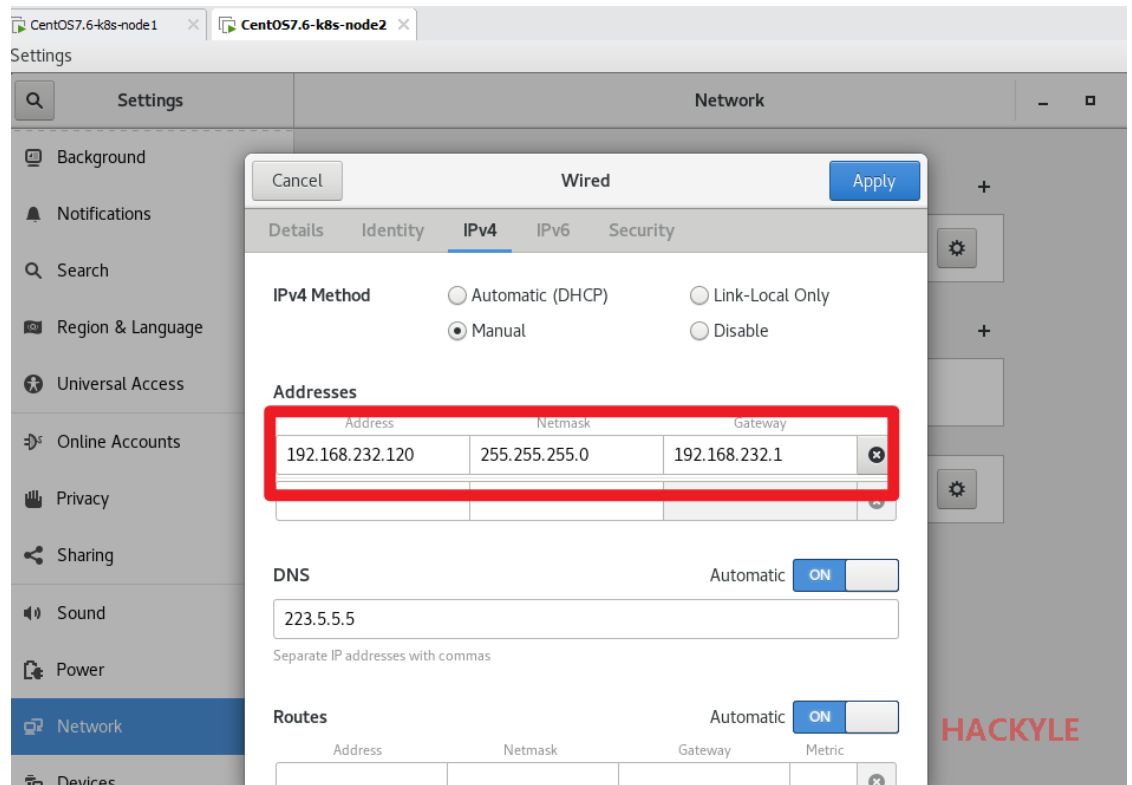 CentOS7.6-k8s-node1 CentOS7.6-k8s-node2
Settings
Settings Network
Background
Notifications
Search
Region & Language
Universal Access
Online Accounts
Privacy
Sharing
Sound
Power
Network
Devices
Cancel Wired Apply
Details Identity IPv4 IPv6 Security
IPv4 Method Automatic (DHCP) Link-Local Only
Manual Disable
Addresses
Address Netmask Gateway
192.168.232.120 255.255.255.0 192.168.232.1
DNS Automatic ON
223.5.5.5
Separate IP addresses with commas
Routes Automatic ON
Address Netmask Gateway Metric
HACKYLE